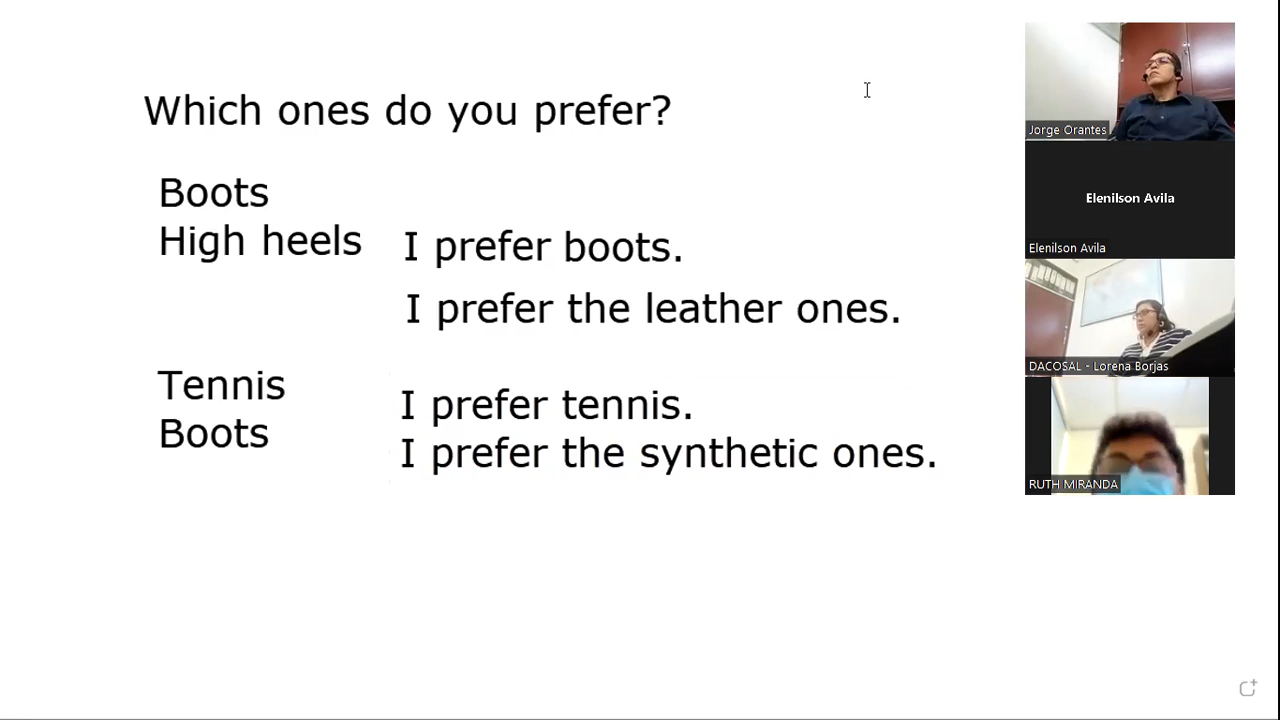 Which ones do you prefer?
Boots
High heels
I prefer boots.
I prefer the leather ones.
Tennis
Boots
I prefer tennis.
I prefer the synthetic ones.
Jorge Orantes
Elenilson Avila
Elenilson Avila
DACOSAL - Lorena Borjas
RUTH MIRANDA